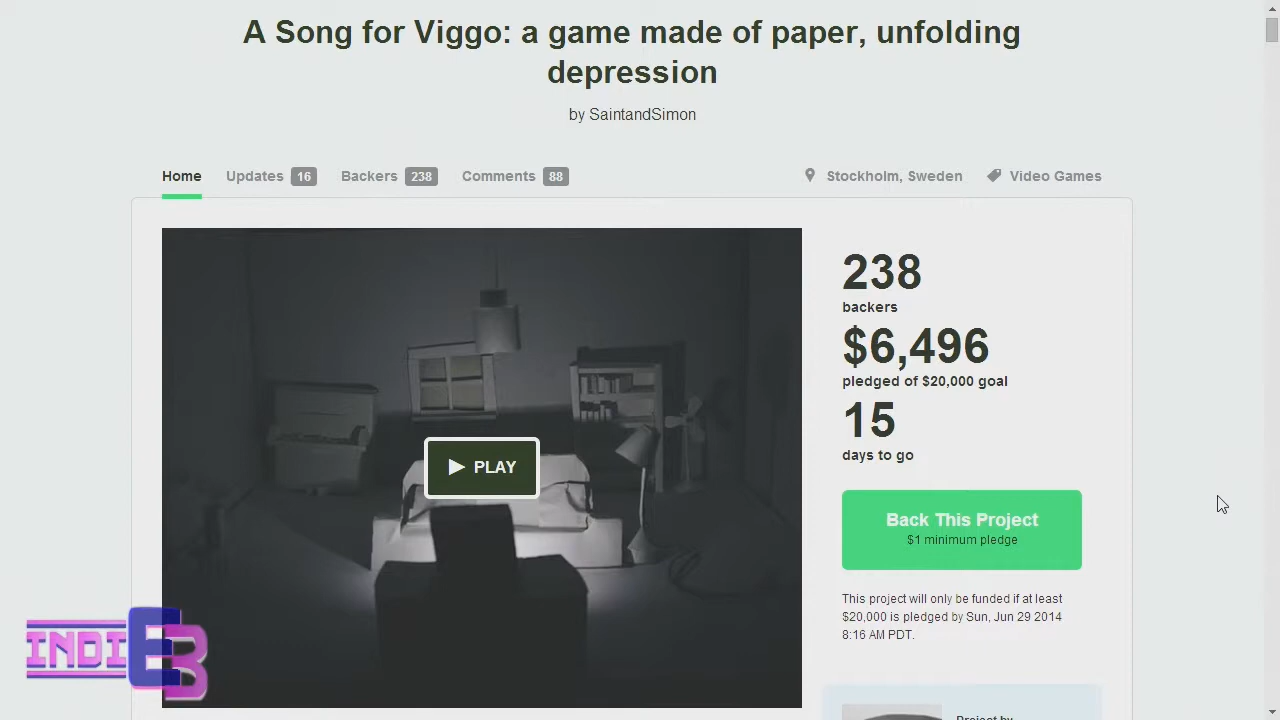 A Song for Viggo: a game made of paper, unfolding
depression
by SaintandSimon
Home Updates 16 Backers 238 Comments 88 Stockholm, Sweden Video Games
238
backers
$6,496
pledged of $20,000 goal
15
days to go
PLAY
Back This Project
$1 minimum pledge
This project will only be funded if at least
$20,000 is pledged by Sun, Jun 29 2014
8:16 AM PDT.
INDIE3
Project by